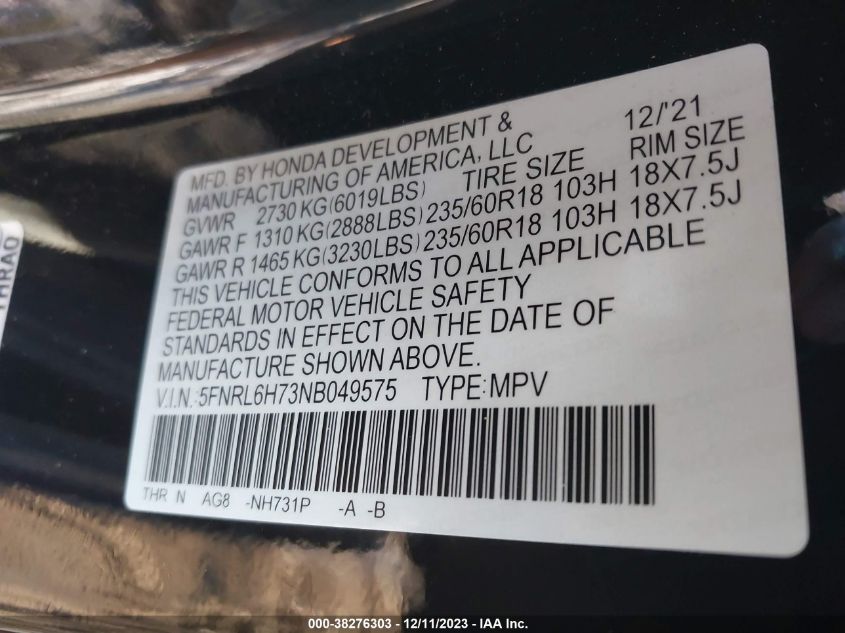 MFD. BY HONDA DEVELOPMENT & 12/'21
MANUFACTURING OF AMERICA, LLC
GVWR 2730 KG(6019LBS) TIRE SIZE RIM SIZE
GAWR F 1310 KG(2888LBS) 235/60R18 103H 18X7.5J
GAWR R 1465 KG(3230LBS) 235/60R18 103H 18X7.5J
THIS VEHICLE CONFORMS TO ALL APPLICABLE
FEDERAL MOTOR VEHICLE SAFETY
STANDARDS IN EFFECT ON THE DATE OF
MANUFACTURE SHOWN ABOVE.
V.I.N.:5FNRL6H73NB049575 TYPE:MPV
THR N AG8 -NH731P -A -B
THRA0
000-38276303 - 12/11/2023 - IAA Inc.